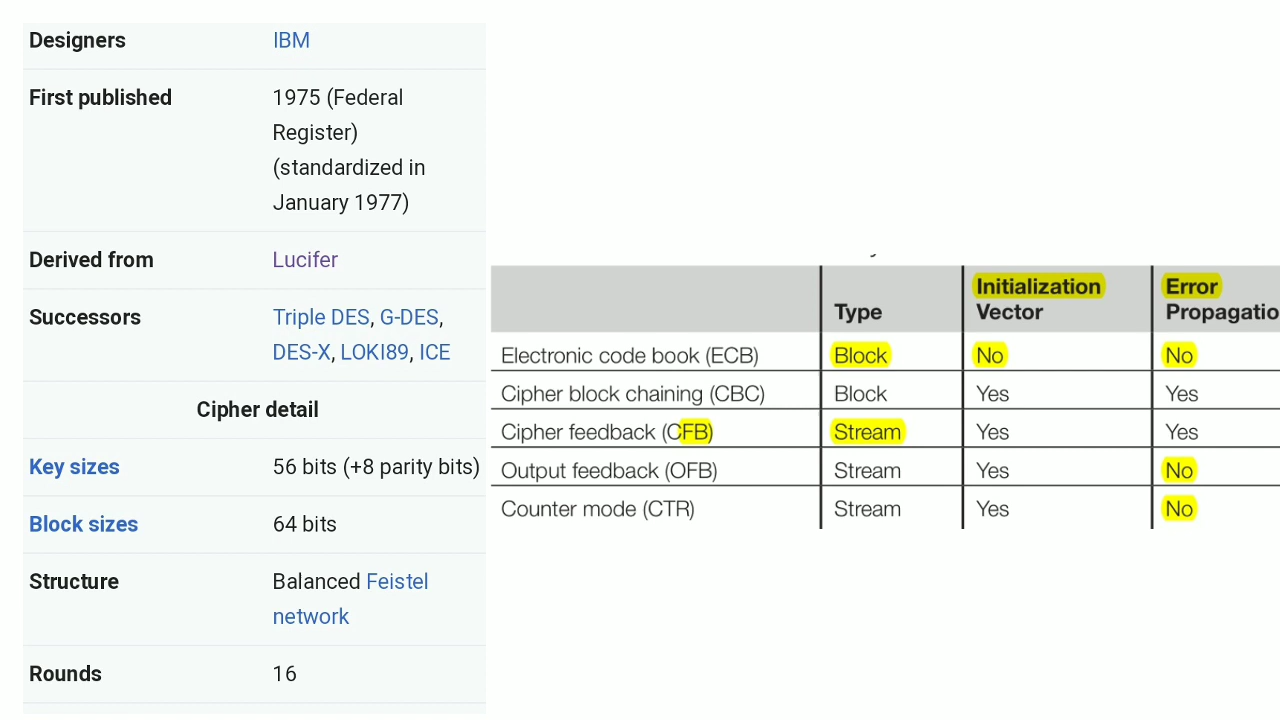 Designers IBM
First published 1975 (Federal
Register)
(standardized in
January 1977)
Derived from Lucifer
Successors Triple DES, G-DES,
DES-X, LOKI89, ICE
Cipher detail
Key sizes 56 bits (+8 parity bits)
Block sizes 64 bits
Structure Balanced Feistel
network
Rounds 16
Initialization Error
Type Vector Propagatio
Electronic code book (ECB) Block No No
Cipher block chaining (CBC) Block Yes Yes
Cipher feedback (CFB) Stream Yes Yes
Output feedback (OFB) Stream Yes No
Counter mode (CTR) Stream Yes No